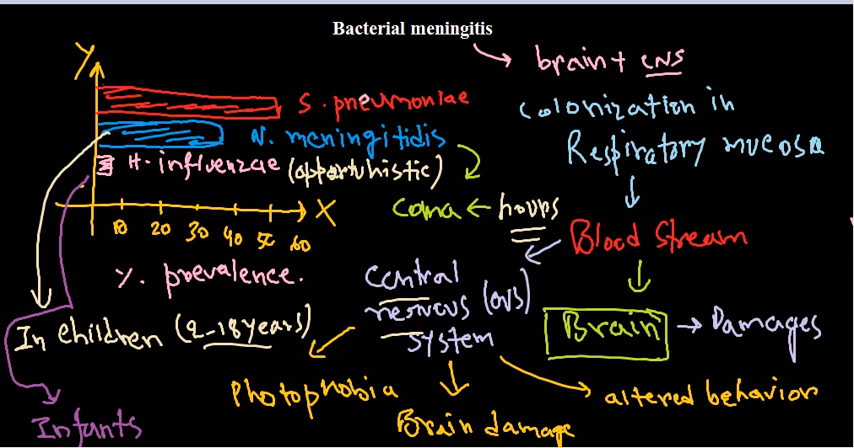 Bacterial meningitis
brain + CNS
Y
S. pneumoniae
N. meningitidis
H. influenzae (opportunistic)
X
10 20 30 40 50 60
% prevalence.
Colonization in
Respiratory mucosa
coma ← hours
Blood Stream
Central
nervous (CNS)
system
Brain → Damages
In children (2-18 years)
Photophobia
Brain damage
altered behavior
Infants